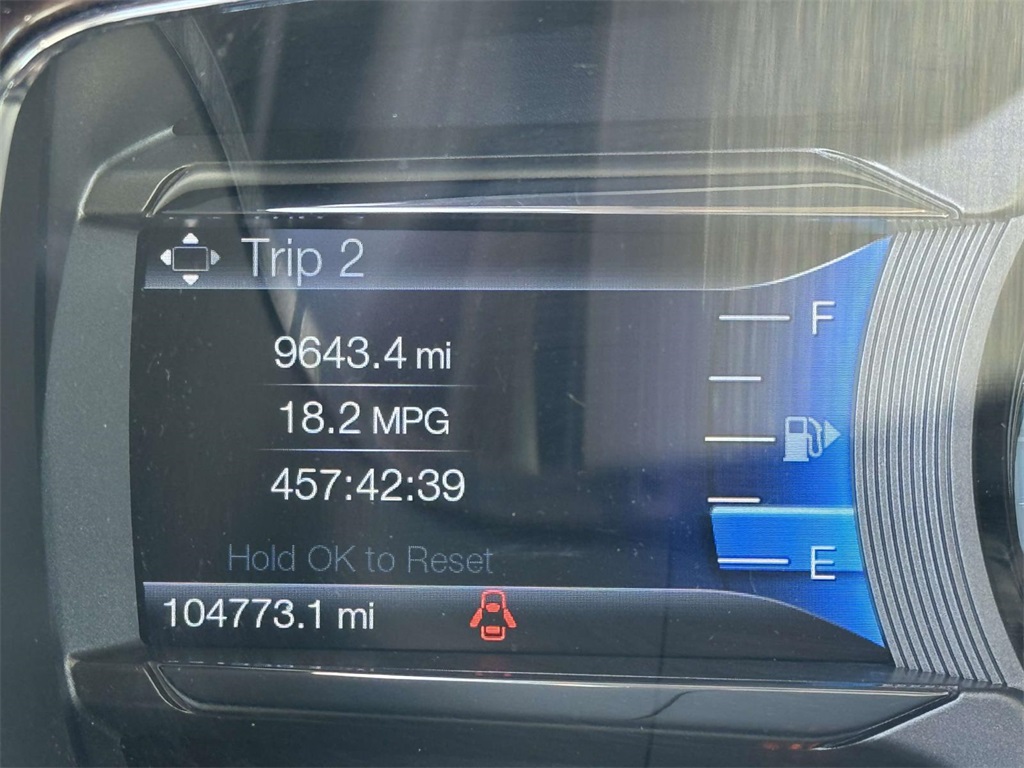 Trip 2
F
9643.4 mi
18.2 MPG
457:42:39
Hold OK to Reset
E
104773.1 mi